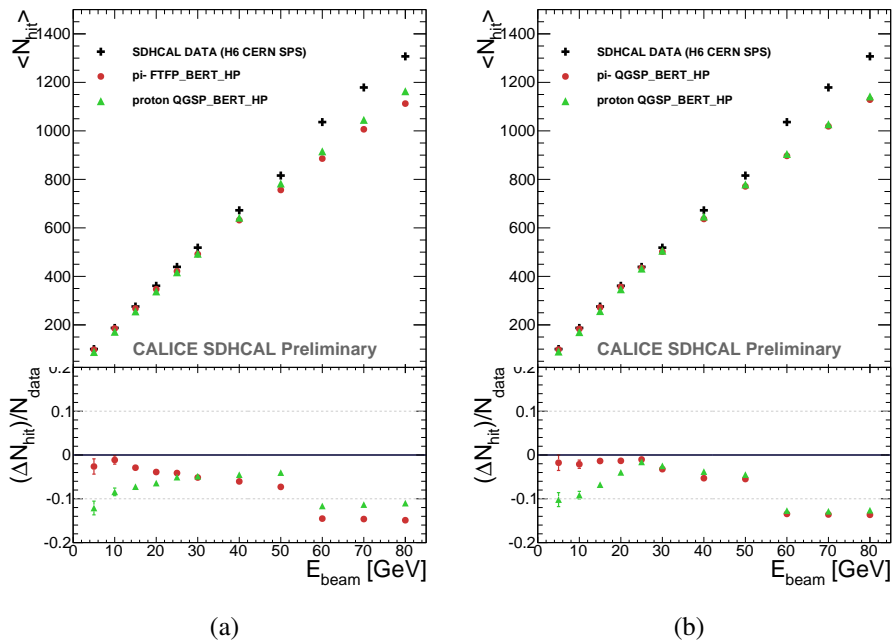 <N_hit>
1400
1200
1000
800
600
400
200
SDHCAL DATA (H6 CERN SPS)
pi- FTFP_BERT_HP
proton QGSP_BERT_HP
CALICE SDHCAL Preliminary
(ΔN_hit)/N_data
0.2
0.1
0
-0.1
-0.2
0 10 20 30 40 50 60 70 80
E_beam [GeV]
(a)
<N_hit>
1400
1200
1000
800
600
400
200
SDHCAL DATA (H6 CERN SPS)
pi- QGSP_BERT_HP
proton QGSP_BERT_HP
CALICE SDHCAL Preliminary
(ΔN_hit)/N_data
0.2
0.1
0
-0.1
-0.2
0 10 20 30 40 50 60 70 80
E_beam [GeV]
(b)